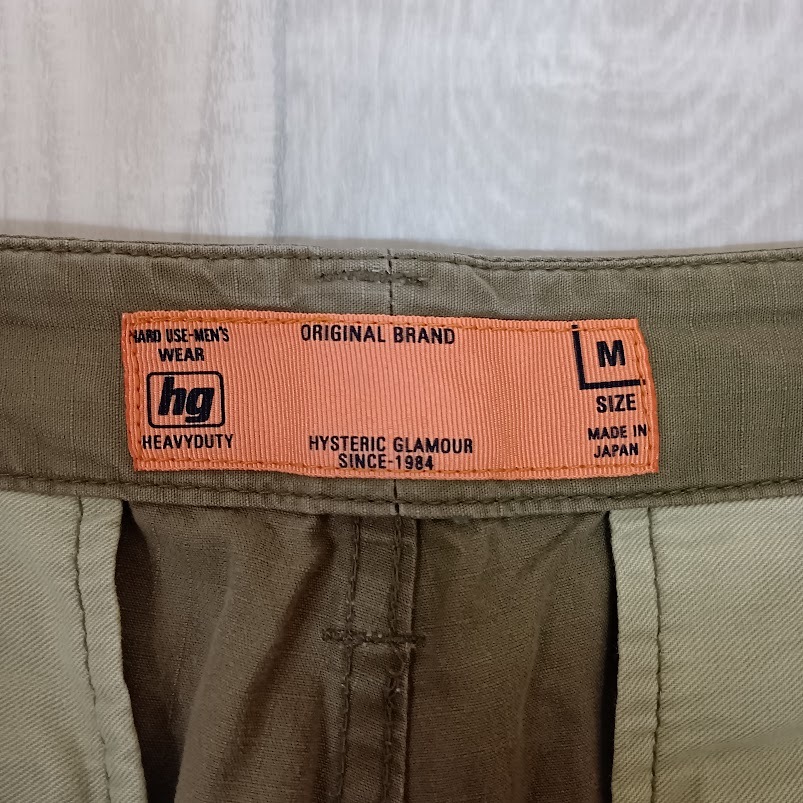 HARD USE-MEN'S
WEAR
hg
HEAVYDUTY
ORIGINAL BRAND
HYSTERIC GLAMOUR
SINCE-1984
M
SIZE
MADE IN
JAPAN